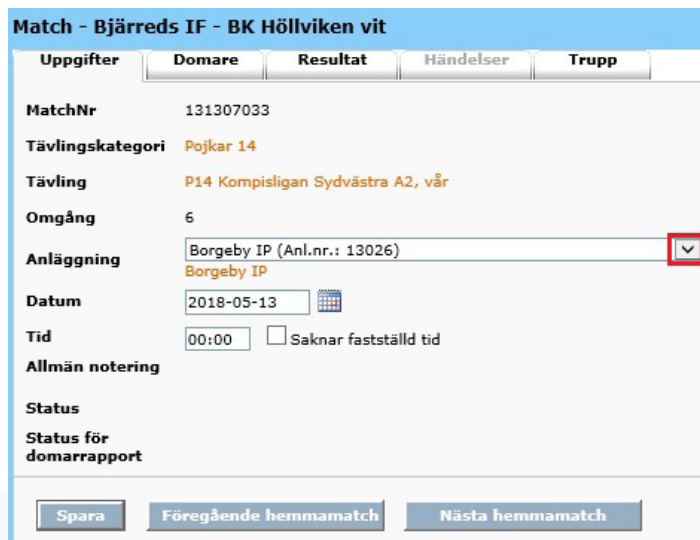 Match - Bjärreds IF - BK Höllviken vit
Uppgifter Domare Resultat Händelser Trupp
MatchNr 131307033
Tävlingskategori Pojkar 14
Tävling P14 Kompisligan Sydvästra A2, vår
Omgång 6
Anläggning Borgeby IP (Anl.nr.: 13026)
Borgeby IP
Datum 2018-05-13
Tid 00:00 Saknar fastställd tid
Allmän notering
Status
Status för
domarrapport
Spara Föregående hemmamatch Nästa hemmamatch